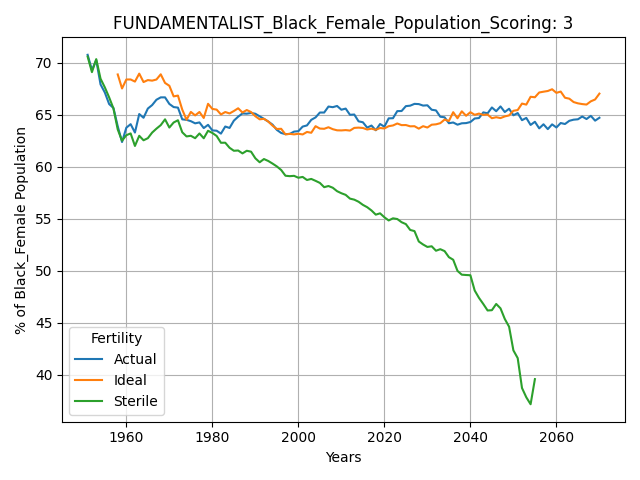 FUNDAMENTALIST_Black_Female_Population_Scoring: 3
% of Black_Female Population
70
65
60
55
50
45
40
Fertility
Actual
Ideal
Sterile
1960 1980 2000 2020 2040 2060
Years